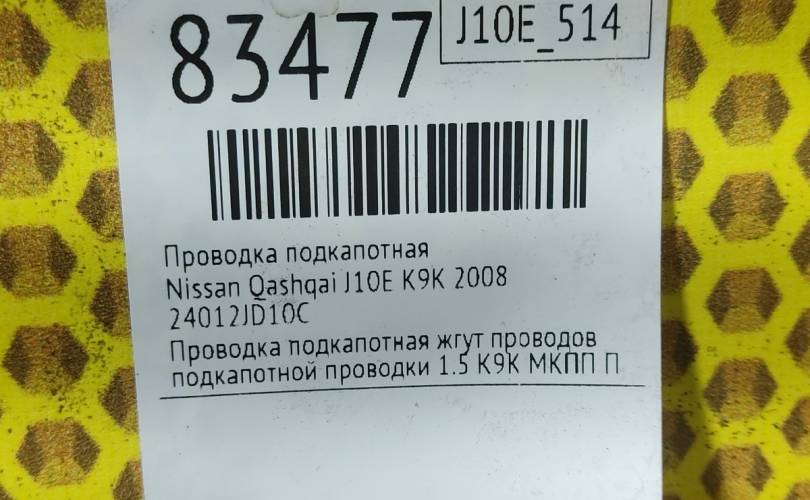 83477
J10E_514
Проводка подкапотная
Nissan Qashqai J10E K9K 2008
24012JD10C
Проводка подкапотная жгут проводов
подкапотной проводки 1.5 K9K МКПП П